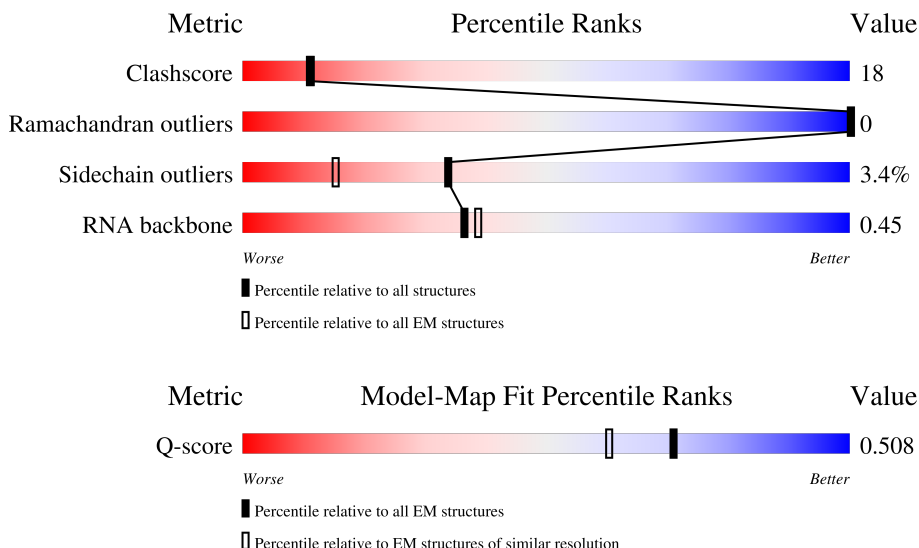 Metric Percentile Ranks Value
Clashscore 18
Ramachandran outliers 0
Sidechain outliers 3.4%
RNA backbone 0.45
Worse Better
Percentile relative to all structures
Percentile relative to all EM structures
Metric Model-Map Fit Percentile Ranks Value
Q-score 0.508
Worse Better
Percentile relative to all EM structures
Percentile relative to EM structures of similar resolution